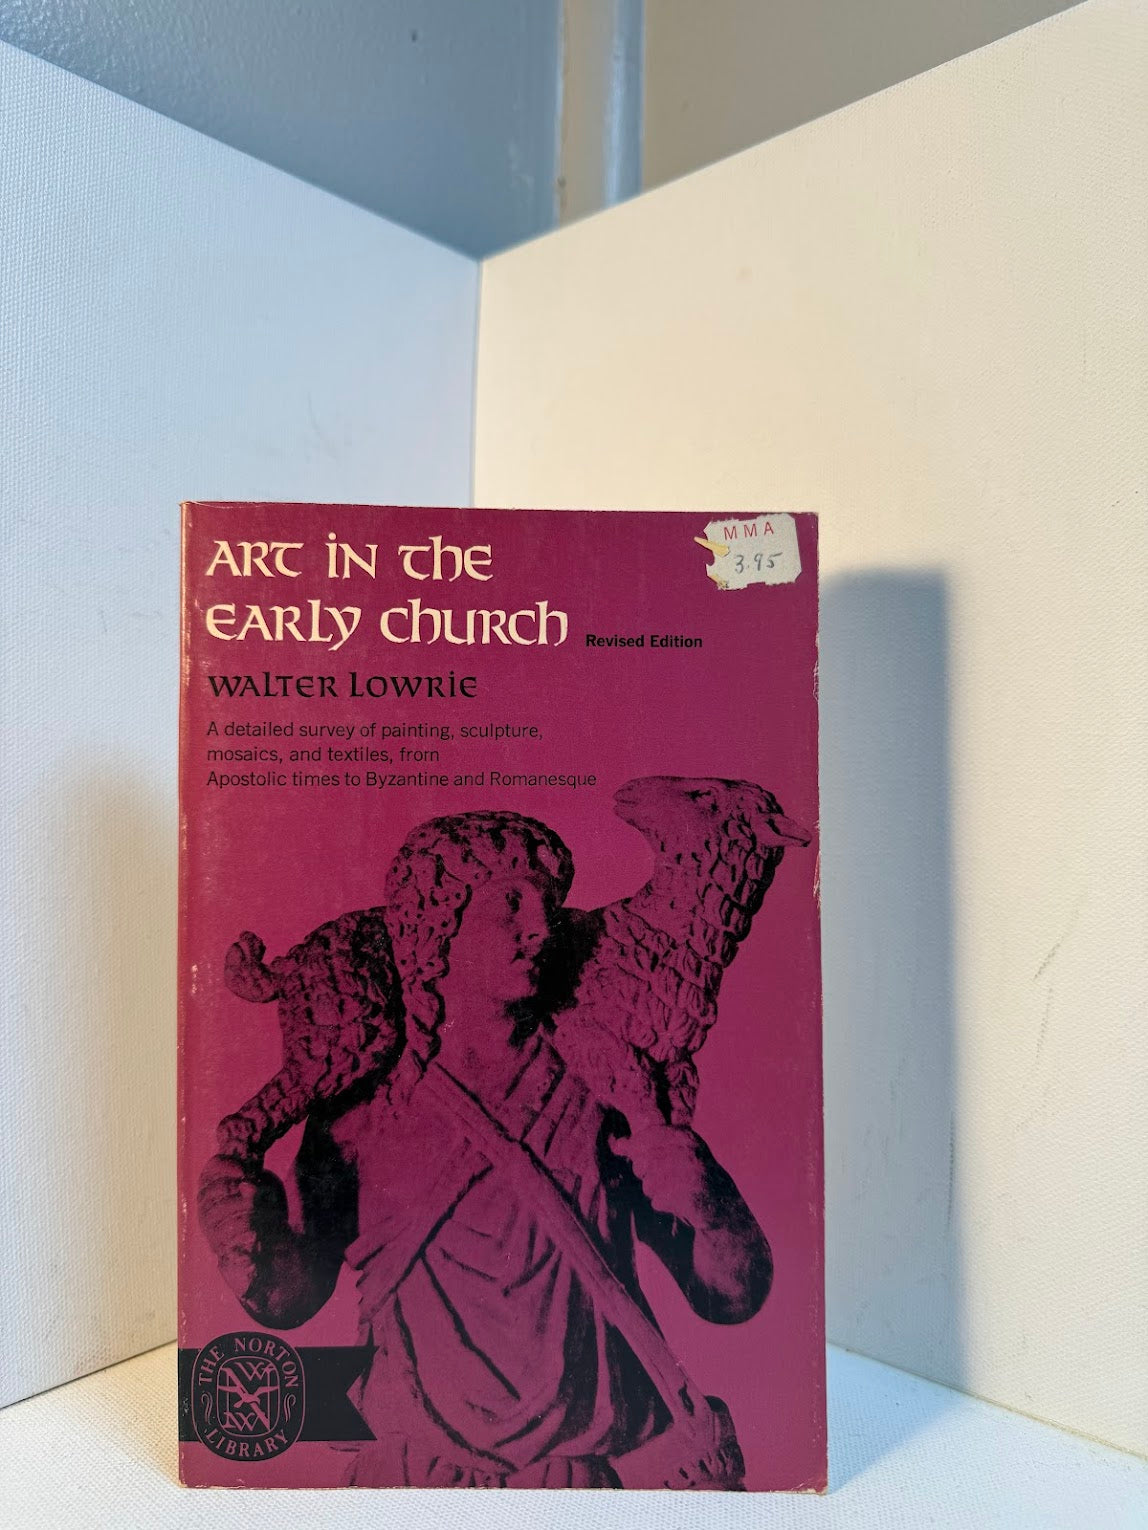 ART IN THE
EARLY CHURCH
Revised Edition
WALTER LOWRIE
A detailed survey of painting, sculpture,
mosaics, and textiles, from
Apostolic times to Byzantine and Romanesque
MMA
3.95
THE NORTON
LIBRARY